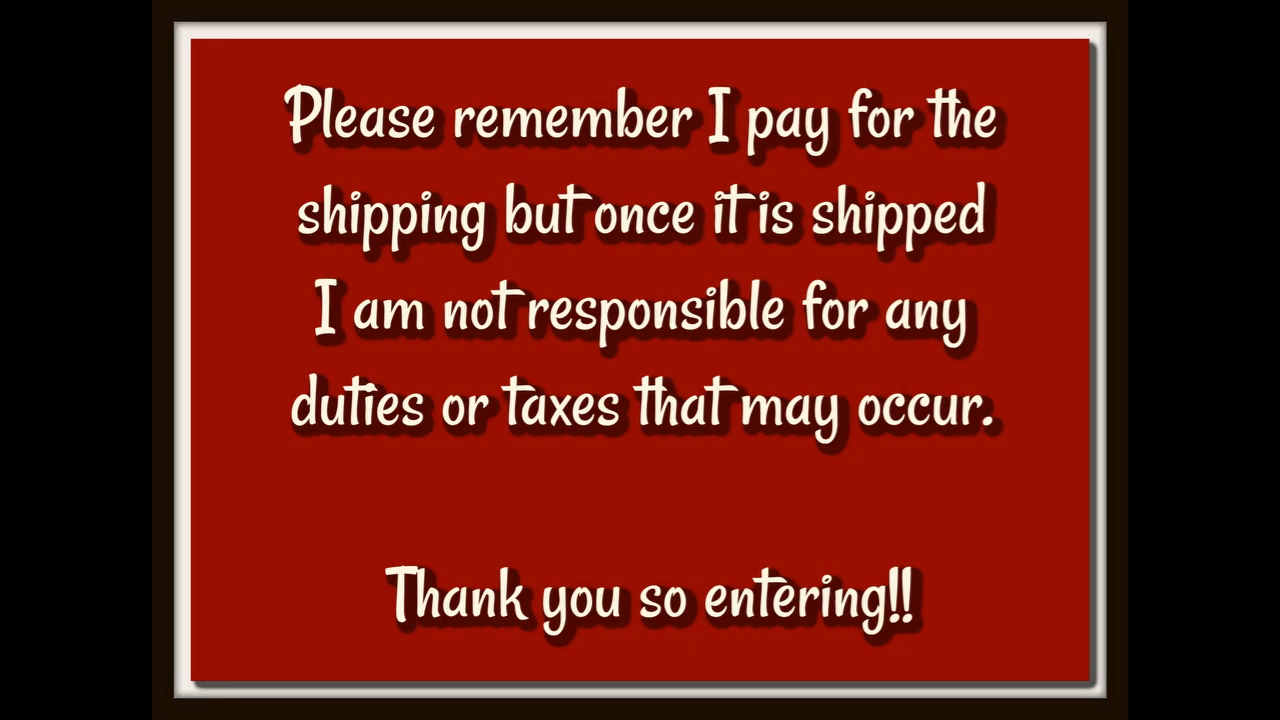 Please remember I pay for the
shipping but once it is shipped
I am not responsible for any
duties or taxes that may occur.
Thank you so entering!!